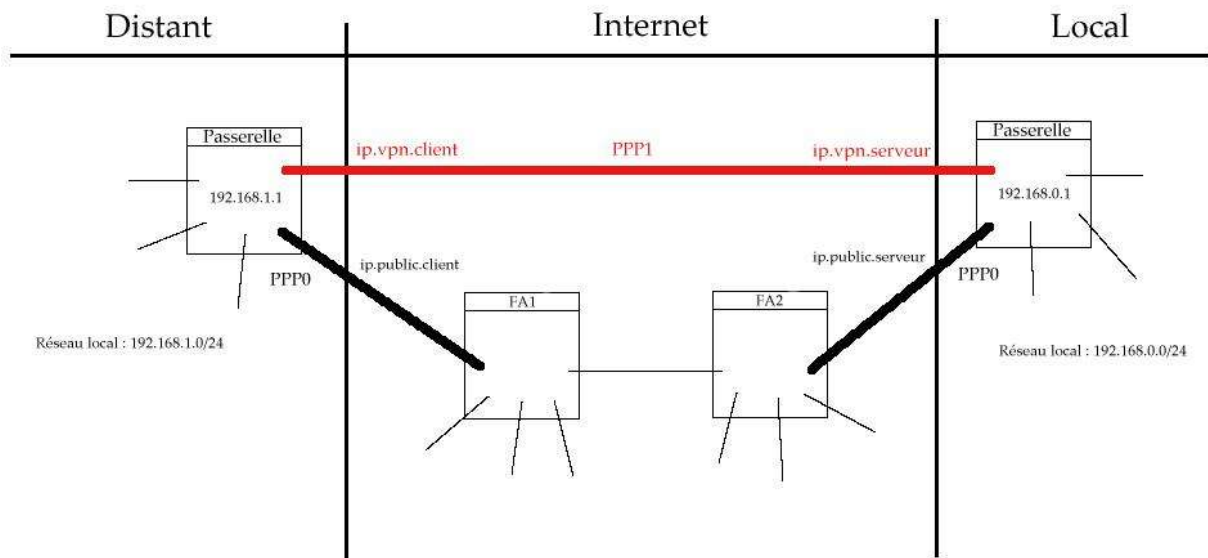 Distant
Internet
Local
Passerelle
Passerelle
ip.vpn.client
PPP1
ip.vpn.serveur
192.168.1.1
192.168.0.1
ip.public.client
ip.public.serveur
PPP0
PPP0
FA1
FA2
Réseau local : 192.168.1.0/24
Réseau local : 192.168.0.0/24